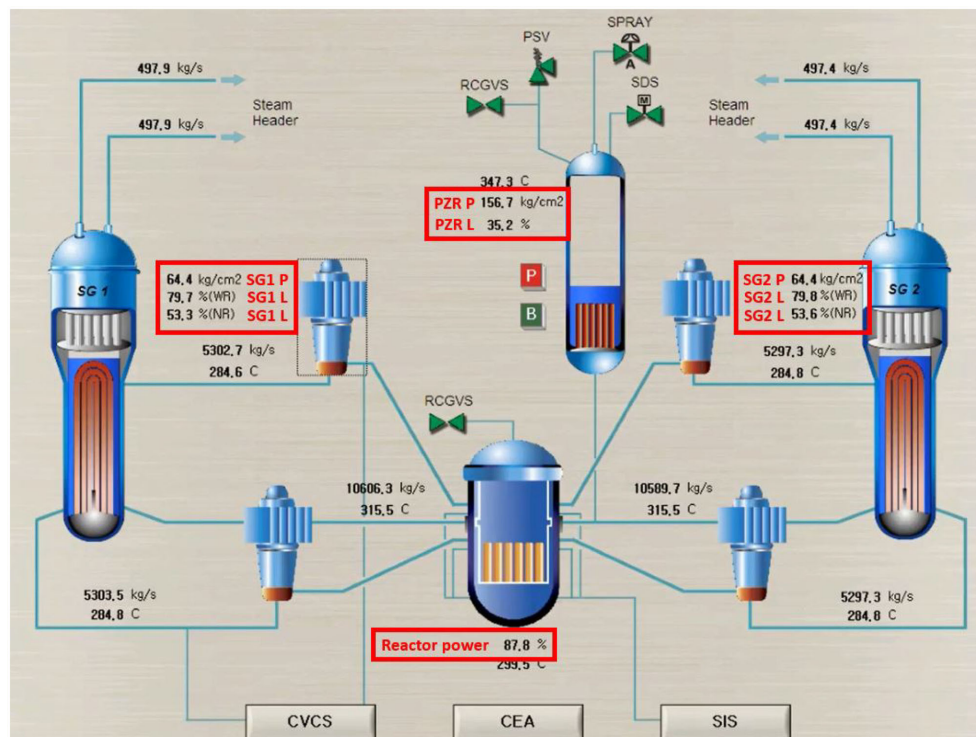 SPRAY
PSV
A
RCGVS
SDS
M
497,9 kg/s
497,4 kg/s
Steam
Header
Steam
Header
497,9 kg/s
497,4 kg/s
347,3 C
PZR P 156,7 kg/cm2
PZR L 35,2 %
SG 1
64,4 kg/cm2 SG1 P
79,7 %(WR) SG1 L
53,3 %(NR) SG1 L
P
B
SG2 P 64,4 kg/cm2
SG2 L 79,8 %(WR)
SG2 L 53,6 %(NR)
SG 2
5302,7 kg/s
284,6 C
5297,3 kg/s
284,8 C
RCGVS
10606,3 kg/s
315,5 C
10589,7 kg/s
315,5 C
5303,5 kg/s
284,8 C
5297,3 kg/s
284,8 C
Reactor power 87,8 %
299,5 C
CVCS
CEA
SIS